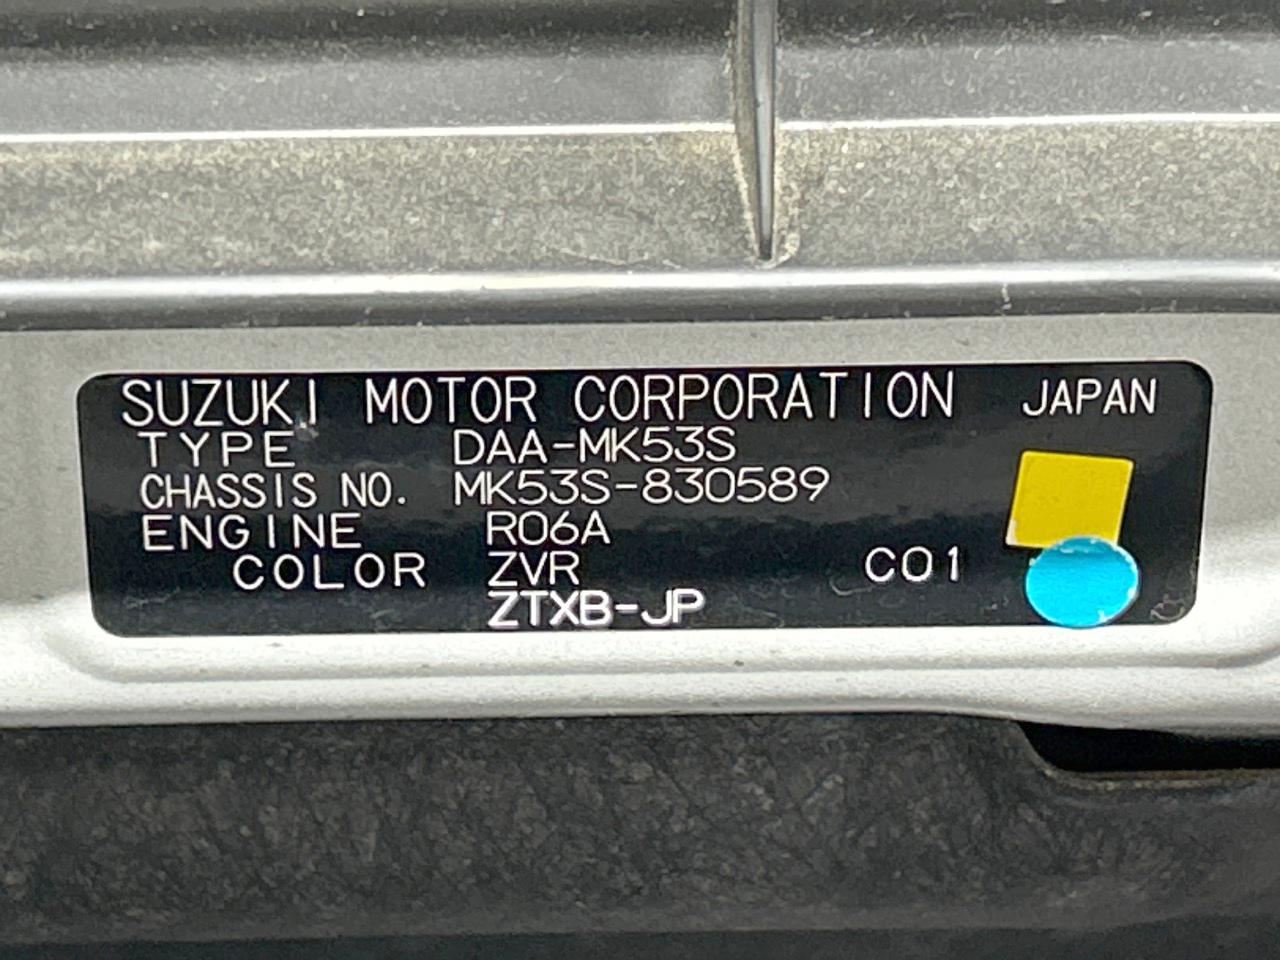 SUZUKI MOTOR CORPORATION JAPAN
TYPE DAA-MK53S
CHASSIS NO. MK53S-830589
ENGINE R06A
COLOR ZVR C01
ZTXB-JP